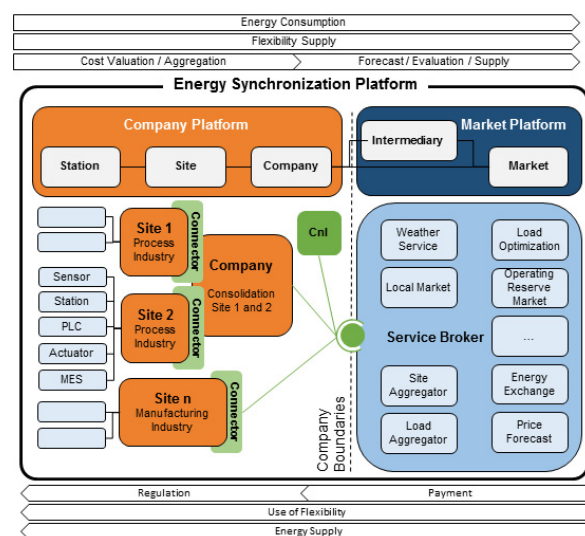 Energy Consumption
Flexibility Supply
Cost Valuation / Aggregation
Forecast / Evaluation / Supply
Energy Synchronization Platform
Company Platform
Station
Site
Company
Market Platform
Intermediary
Market
Site 1
Process
Industry
Connector
Sensor
Station
PLC
Actuator
MES
Site 2
Process
Industry
Connector
Company
Consolidation
Site 1 and 2
Site n
Manufacturing
Industry
Connector
CnI
Company
Boundaries
Weather
Service
Load
Optimization
Local Market
Operating
Reserve
Market
Service Broker
...
Site
Aggregator
Energy
Exchange
Load
Aggregator
Price
Forecast
Regulation
Payment
Use of Flexibility
Energy Supply